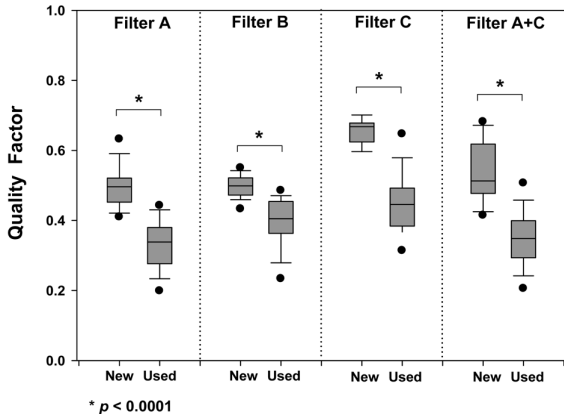 Filter A Filter B Filter C Filter A+C
1.0
0.8
0.6
0.4
0.2
0.0
Quality Factor
* * * *
New Used New Used New Used New Used
* p < 0.0001